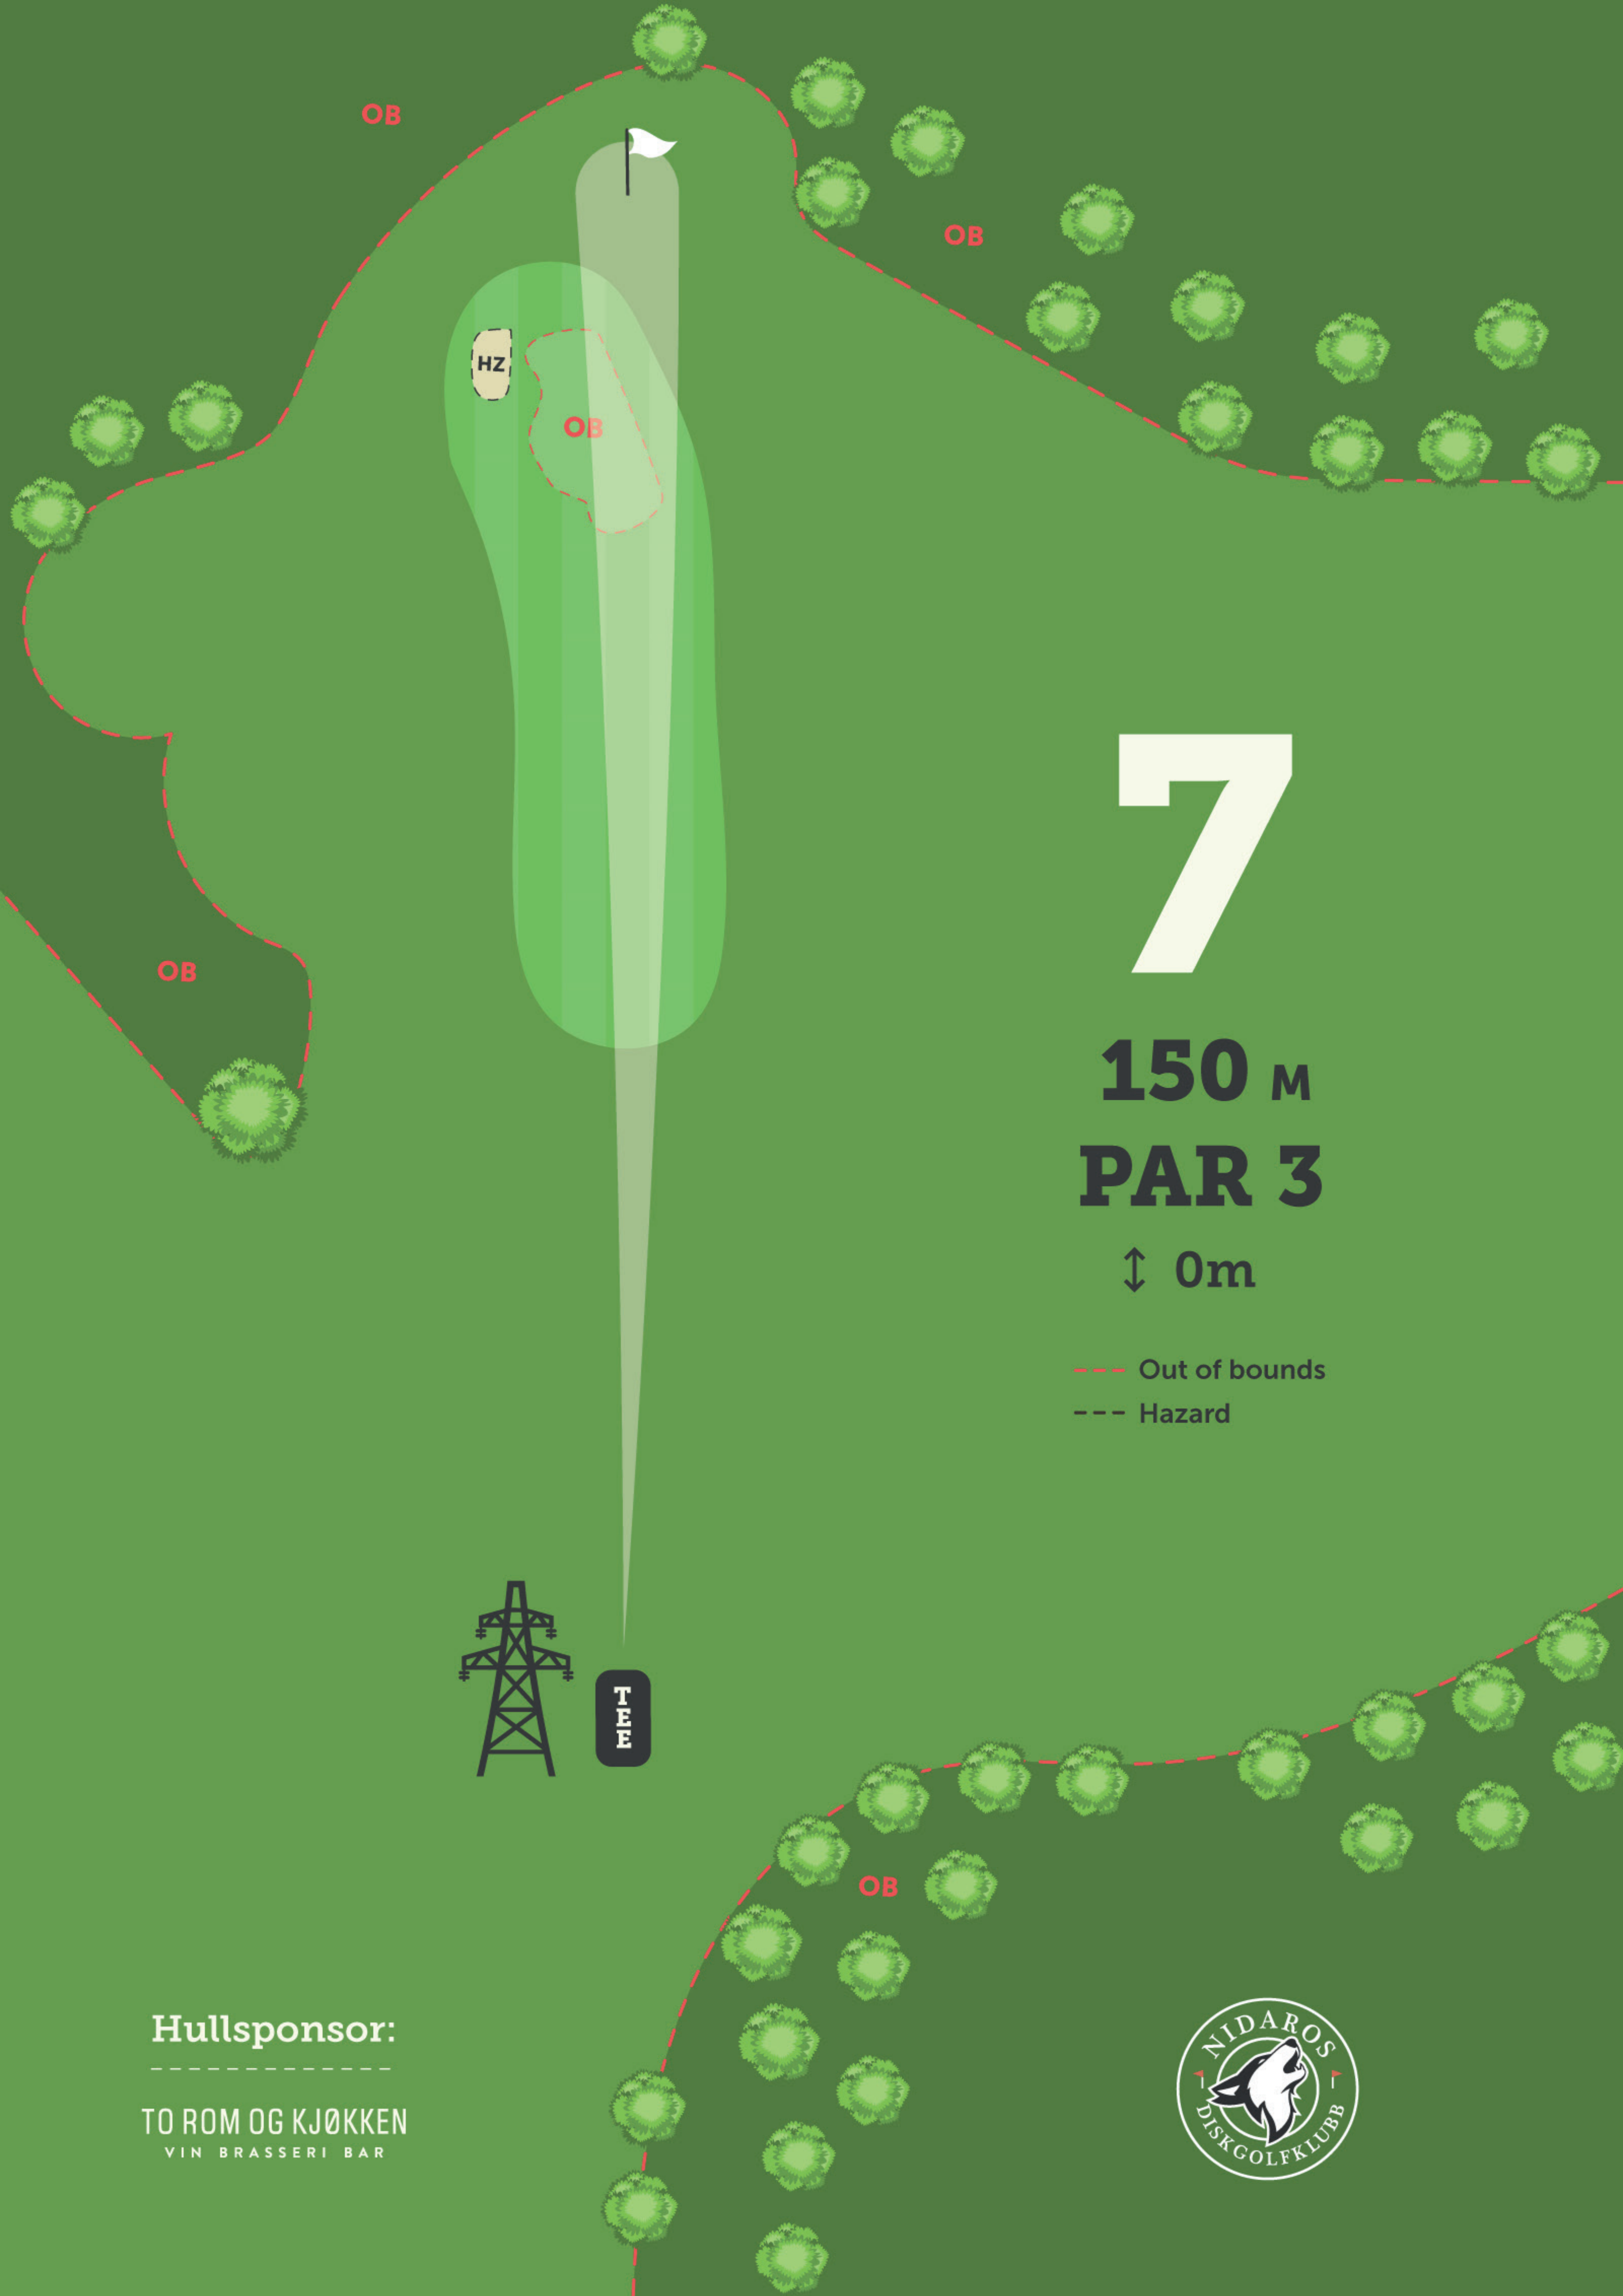 OB
OB
HZ
OB
7
OB
150 M
PAR 3
↕ 0m
Out of bounds
Hazard
TEE
OB
Hullsponsor:
TO ROM OG KJØKKEN
VIN BRASSERI BAR
NIDAROS
DISKGOLFKLUBB